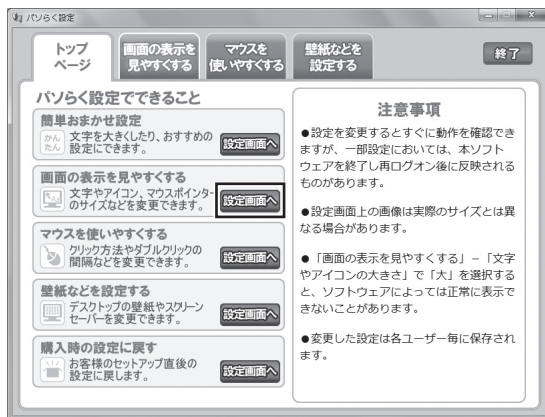 パソらく設定
トップ
ページ
画面の表示を
見やすくする
マウスを
使いやすくする
壁紙などを
設定する
終了
パソらく設定でできること
簡単おまかせ設定
かん
たん
文字を大きくしたり、おすすめの
設定にできます。
設定画面へ
画面の表示を見やすくする
文字やアイコン、マウスポインター
のサイズなどを変更できます。
設定画面へ
マウスを使いやすくする
クリック方法やダブルクリックの
間隔などを変更できます。
設定画面へ
壁紙などを設定する
デスクトップの壁紙やスクリーン
セーバーを変更できます。
設定画面へ
購入時の設定に戻す
お客様のセットアップ直後の
設定に戻します。
設定画面へ
注意事項
●設定を変更するとすぐに動作を確認でき
ますが、一部設定においては、本ソフト
ウェアを終了し再ログオン後に反映される
ものがあります。
●設定画面上の画像は実際のサイズとは異
なる場合があります。
●「画面の表示を見やすくする」－「文字
やアイコンの大きさ」で「大」を選択する
と、ソフトウェアによっては正常に表示で
きないことがあります。
●変更した設定は各ユーザー毎に保存され
ます。